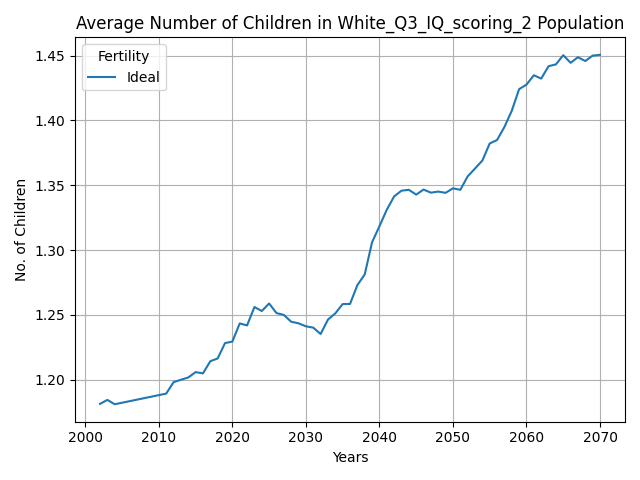 Average Number of Children in White_Q3_IQ_scoring_2 Population
Fertility
Ideal
No. of Children
1.45
1.40
1.35
1.30
1.25
1.20
2000 2010 2020 2030 2040 2050 2060 2070
Years